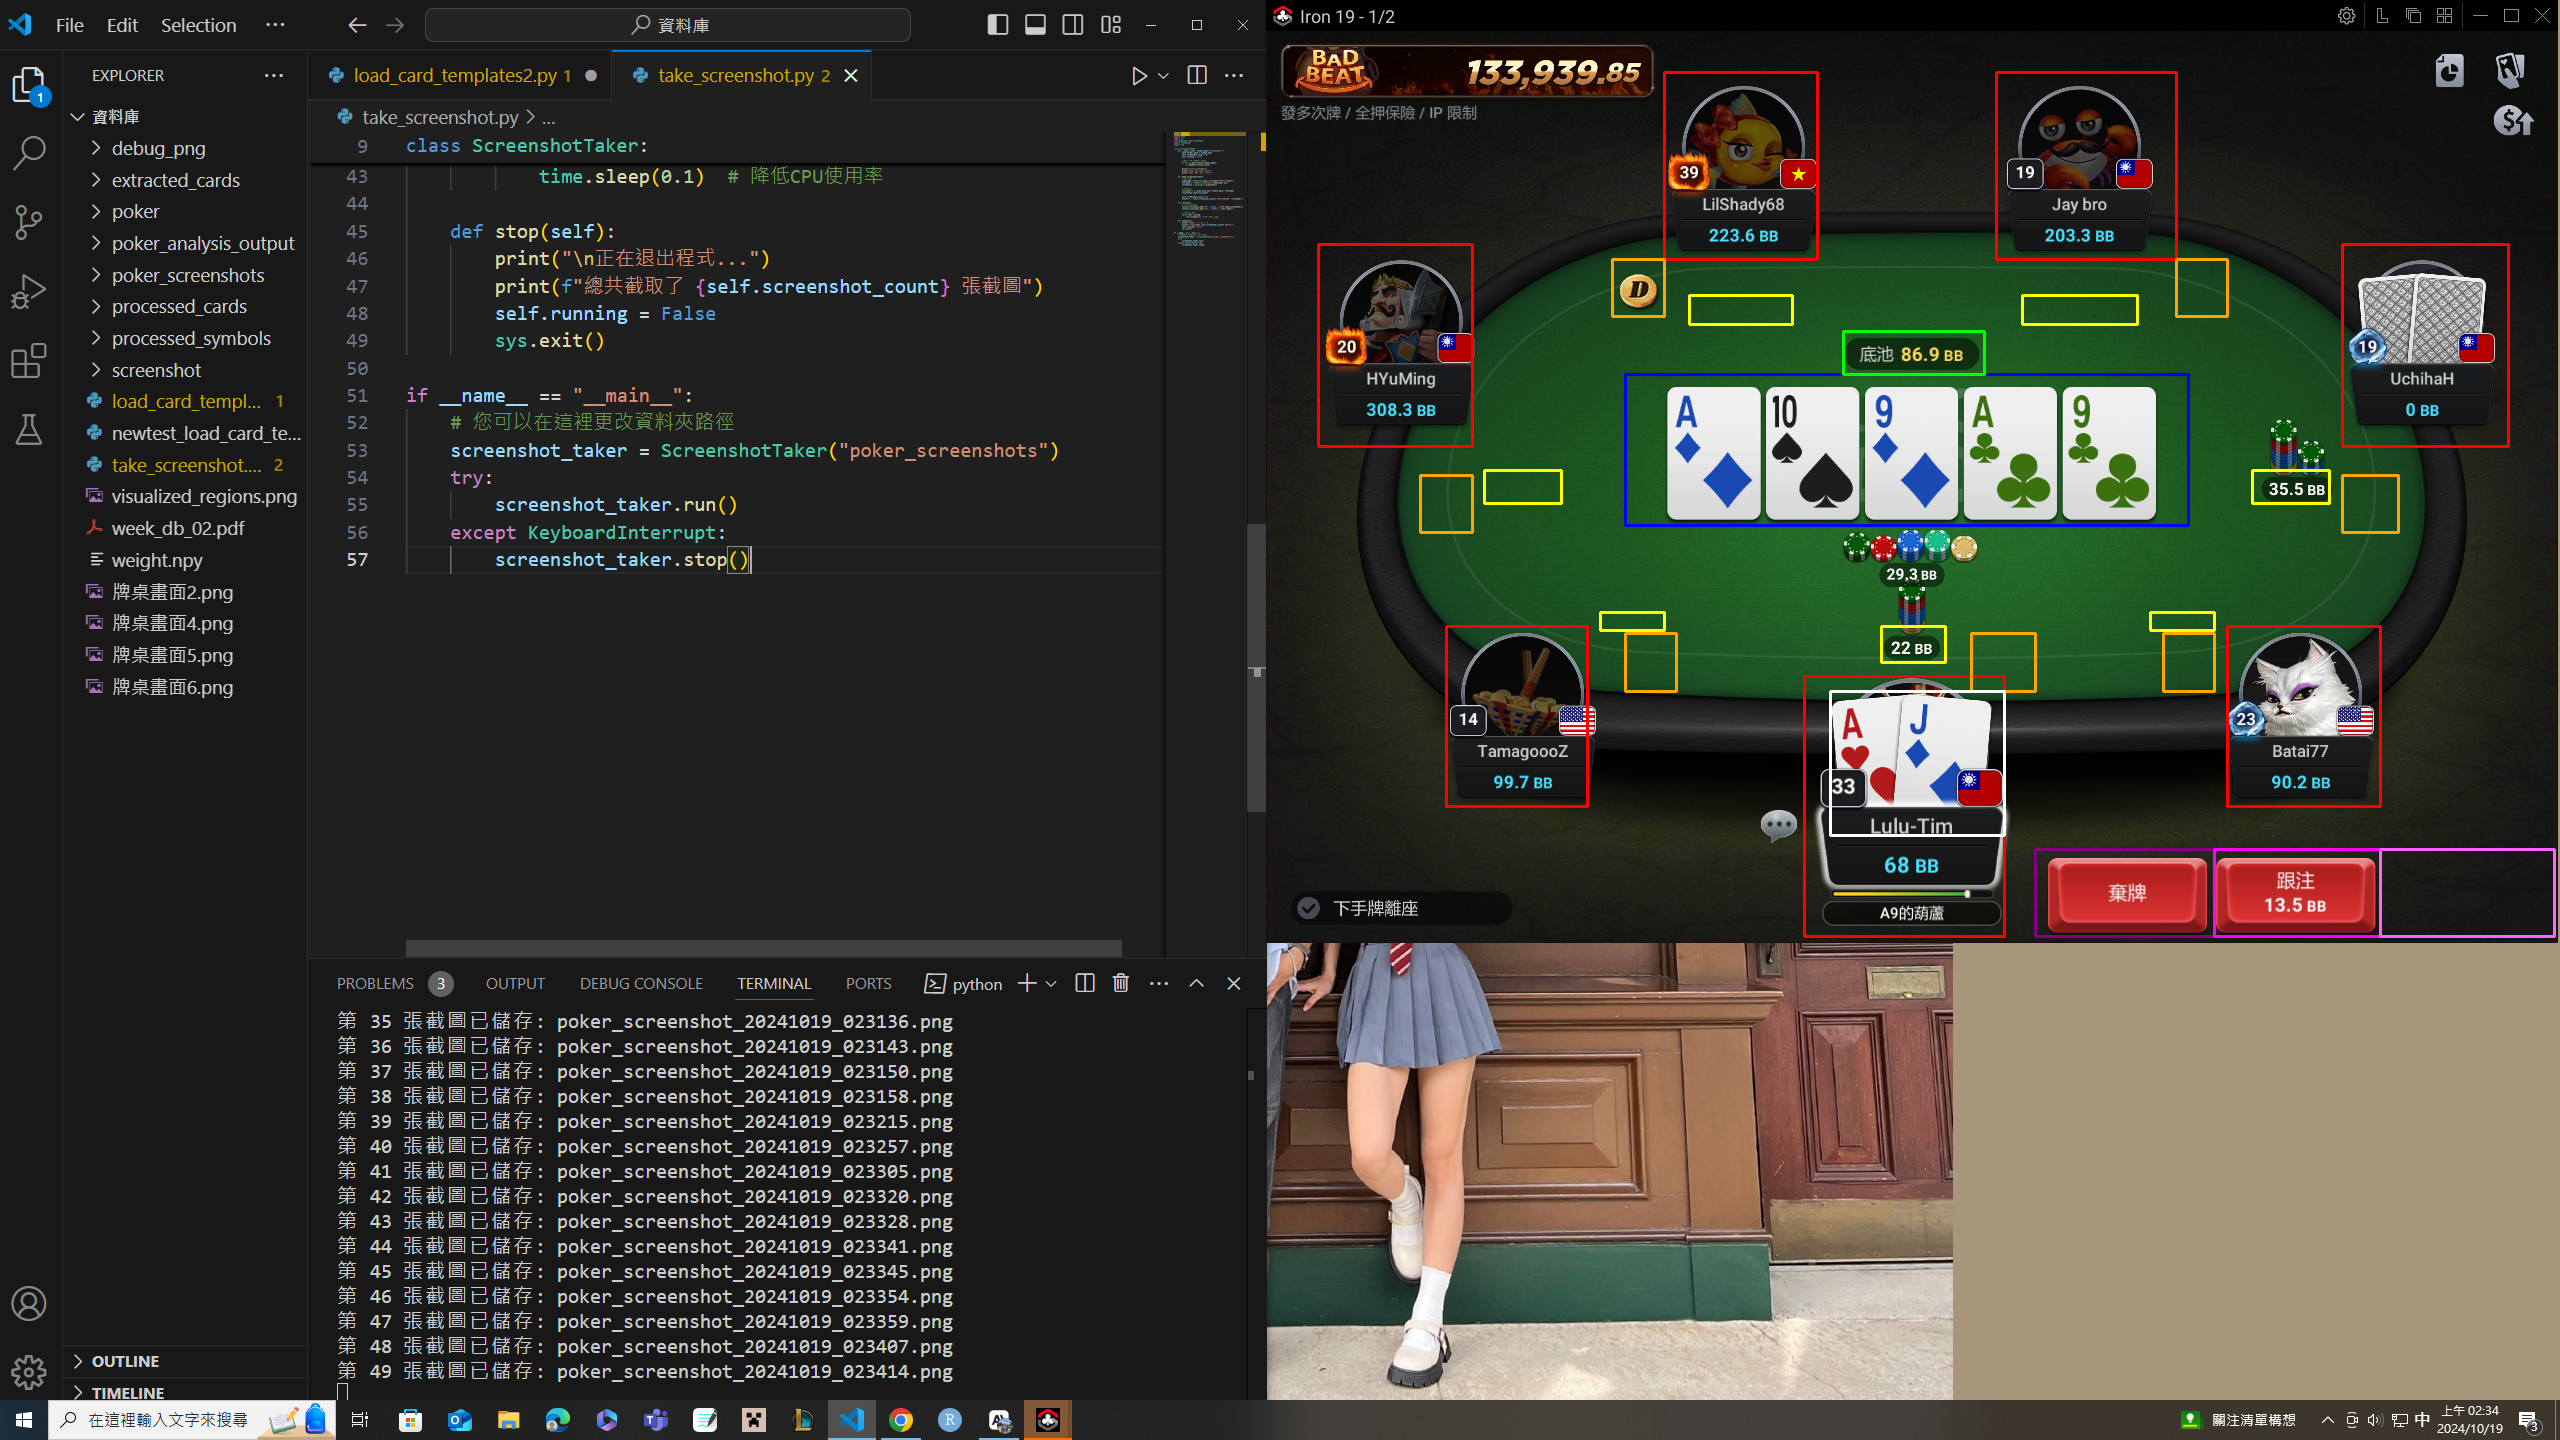 File Edit Selection ···
資料庫
EXPLORER ···
資料庫
debug_png
extracted_cards
poker
poker_analysis_output
poker_screenshots
processed_cards
processed_symbols
screenshot
load_card_templ... 1
newtest_load_card_te...
take_screenshot.... 2
visualized_regions.png
week_db_02.pdf
weight.npy
牌桌畫面2.png
牌桌畫面4.png
牌桌畫面5.png
牌桌畫面6.png
OUTLINE
TIMELINE
1
load_card_templates2.py 1
take_screenshot.py 2
take_screenshot.py > ...
9 class ScreenshotTaker:
43 time.sleep(0.1) # 降低CPU使用率
44
45 def stop(self):
46 print("\n正在退出程式...")
47 print(f"總共截取了 {self.screenshot_count} 張截圖")
48 self.running = False
49 sys.exit()
50
51 if __name__ == "__main__":
52 # 您可以在這裡更改資料夾路徑
53 screenshot_taker = ScreenshotTaker("poker_screenshots")
54 try:
55 screenshot_taker.run()
56 except KeyboardInterrupt:
57 screenshot_taker.stop()
PROBLEMS 3 OUTPUT DEBUG CONSOLE TERMINAL PORTS python
第 35 張截圖已儲存: poker_screenshot_20241019_023136.png
第 36 張截圖已儲存: poker_screenshot_20241019_023143.png
第 37 張截圖已儲存: poker_screenshot_20241019_023150.png
第 38 張截圖已儲存: poker_screenshot_20241019_023158.png
第 39 張截圖已儲存: poker_screenshot_20241019_023215.png
第 40 張截圖已儲存: poker_screenshot_20241019_023257.png
第 41 張截圖已儲存: poker_screenshot_20241019_023305.png
第 42 張截圖已儲存: poker_screenshot_20241019_023320.png
第 43 張截圖已儲存: poker_screenshot_20241019_023328.png
第 44 張截圖已儲存: poker_screenshot_20241019_023341.png
第 45 張截圖已儲存: poker_screenshot_20241019_023345.png
第 46 張截圖已儲存: poker_screenshot_20241019_023354.png
第 47 張截圖已儲存: poker_screenshot_20241019_023359.png
第 48 張截圖已儲存: poker_screenshot_20241019_023407.png
第 49 張截圖已儲存: poker_screenshot_20241019_023414.png
Iron 19 - 1/2
BAD BEAT 133,939.85
發多次牌 / 全押保險 / IP 限制
39
LilShady68
223.6 BB
19
Jay bro
203.3 BB
20
HYuMing
308.3 BB
D
19
UchihaH
0 BB
底池 86.9 BB
A 10 9 A 9
35.5 BB
29.3 BB
22 BB
14
TamagoooZ
99.7 BB
A J
33
Lulu-Tim
68 BB
A9的葫蘆
23
Batai77
90.2 BB
下手牌離座
棄牌
跟注
13.5 BB
在這裡輸入文字來搜尋
關注清單構想
中
上午 02:34
2024/10/19
3